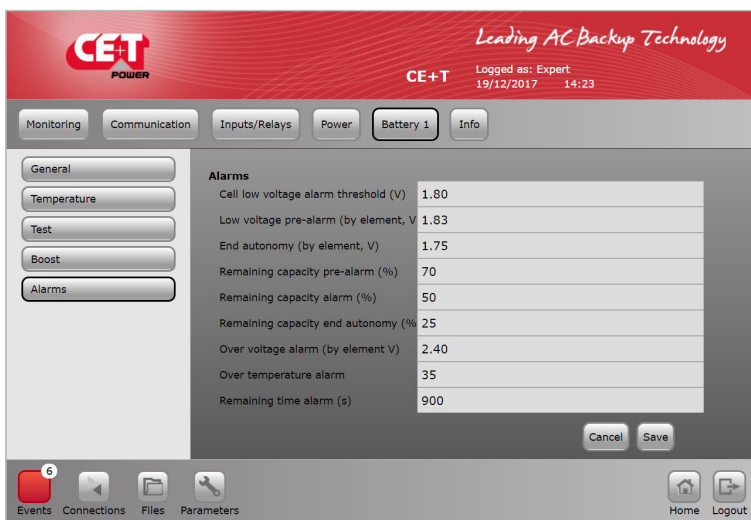 CE+T
POWER
Leading AC Backup Technology
CE+T
Logged as: Expert
19/12/2017 14:23
Monitoring Communication Inputs/Relays Power Battery 1 Info
General
Temperature
Test
Boost
Alarms
Alarms
Cell low voltage alarm threshold (V) 1.80
Low voltage pre-alarm (by element, V 1.83
End autonomy (by element, V) 1.75
Remaining capacity pre-alarm (%) 70
Remaining capacity alarm (%) 50
Remaining capacity end autonomy (% 25
Over voltage alarm (by element V) 2.40
Over temperature alarm 35
Remaining time alarm (s) 900
Cancel Save
6
Events Connections Files Parameters Home Logout